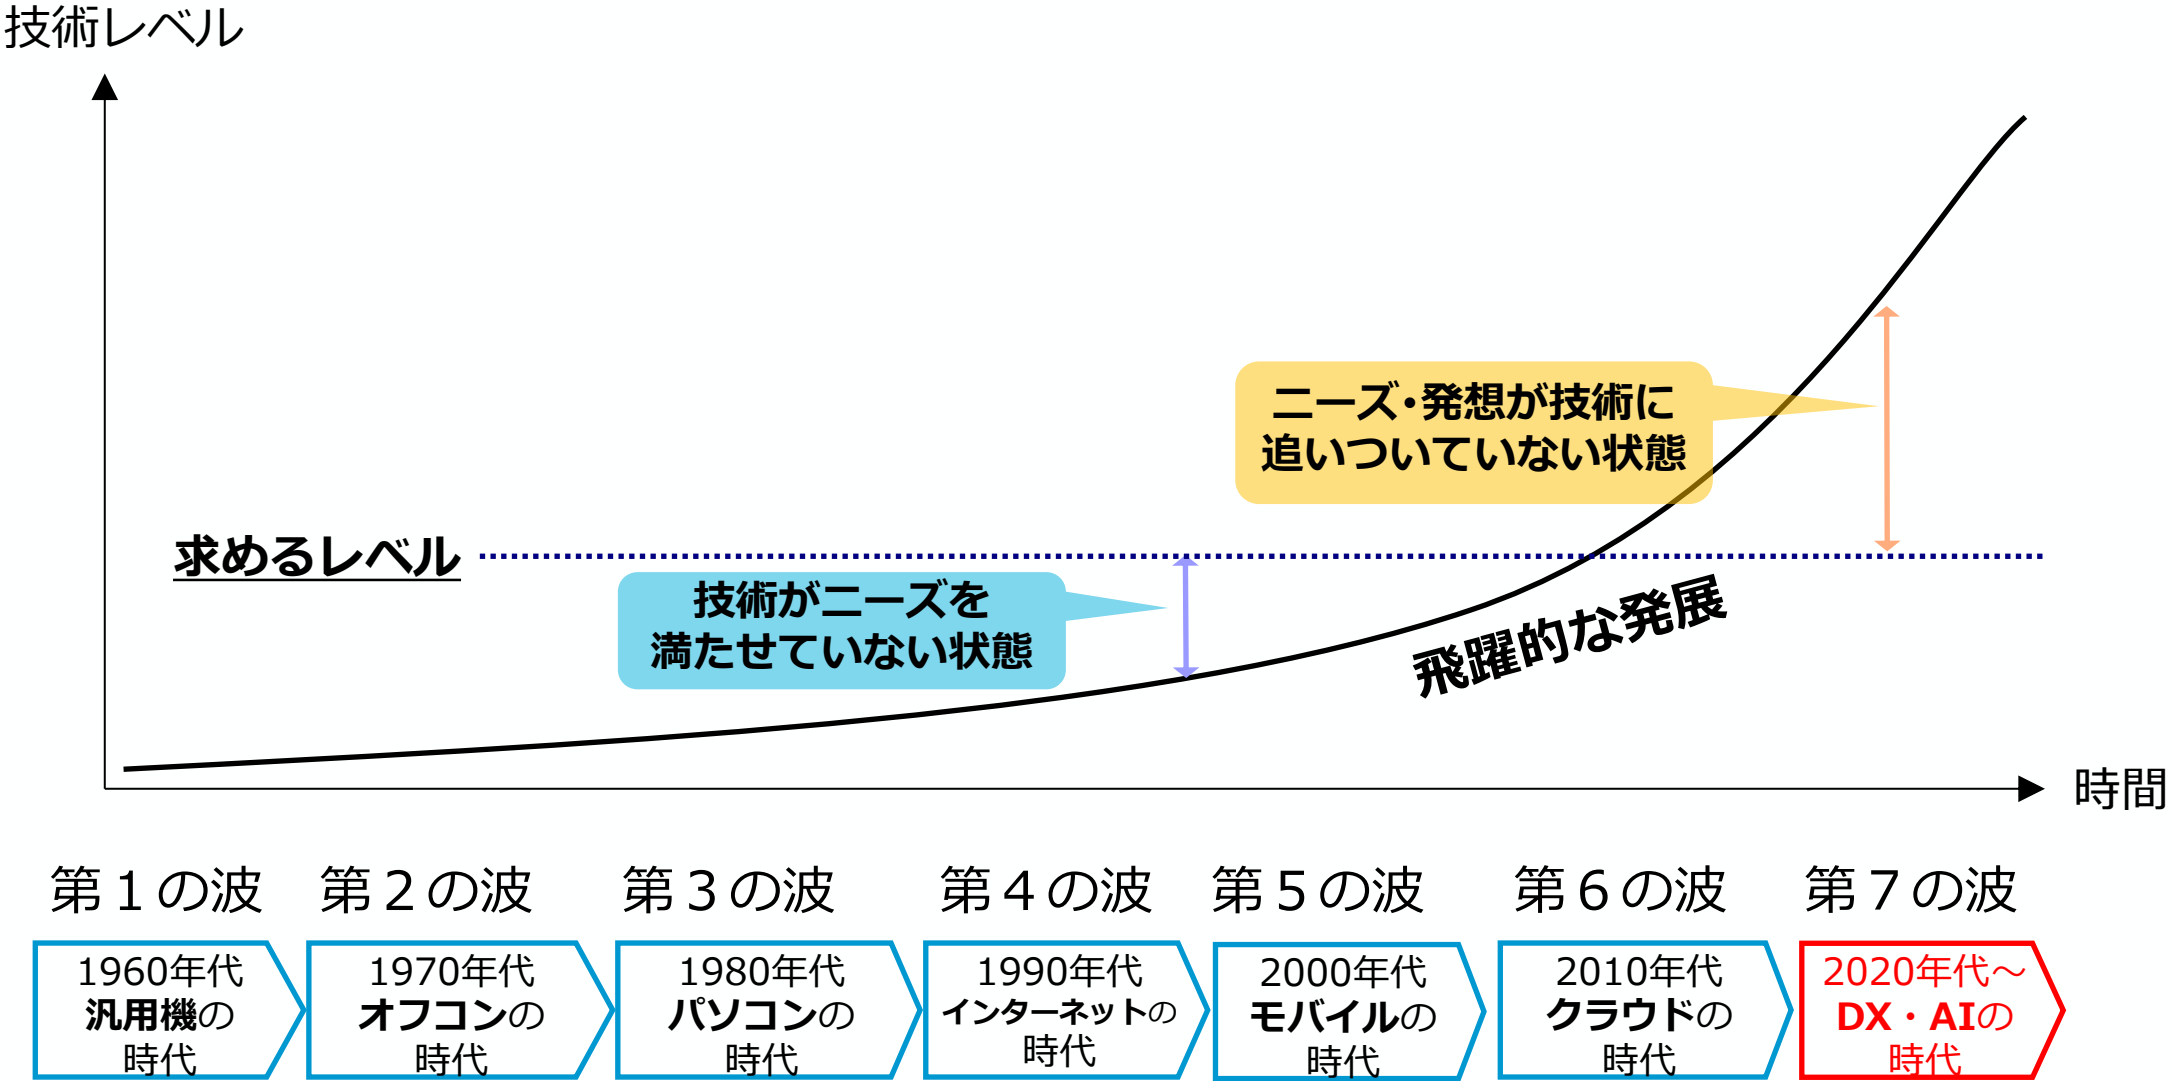 技術レベル
ニーズ・発想が技術に
追いついていない状態
求めるレベル
技術がニーズを
満たせていない状態
飛躍的な発展
時間
第１の波
第２の波
第３の波
第４の波
第５の波
第６の波
第７の波
1960年代
汎用機の
時代
1970年代
オフコンの
時代
1980年代
パソコンの
時代
1990年代
インターネットの
時代
2000年代
モバイルの
時代
2010年代
クラウドの
時代
2020年代～
DX・AIの
時代